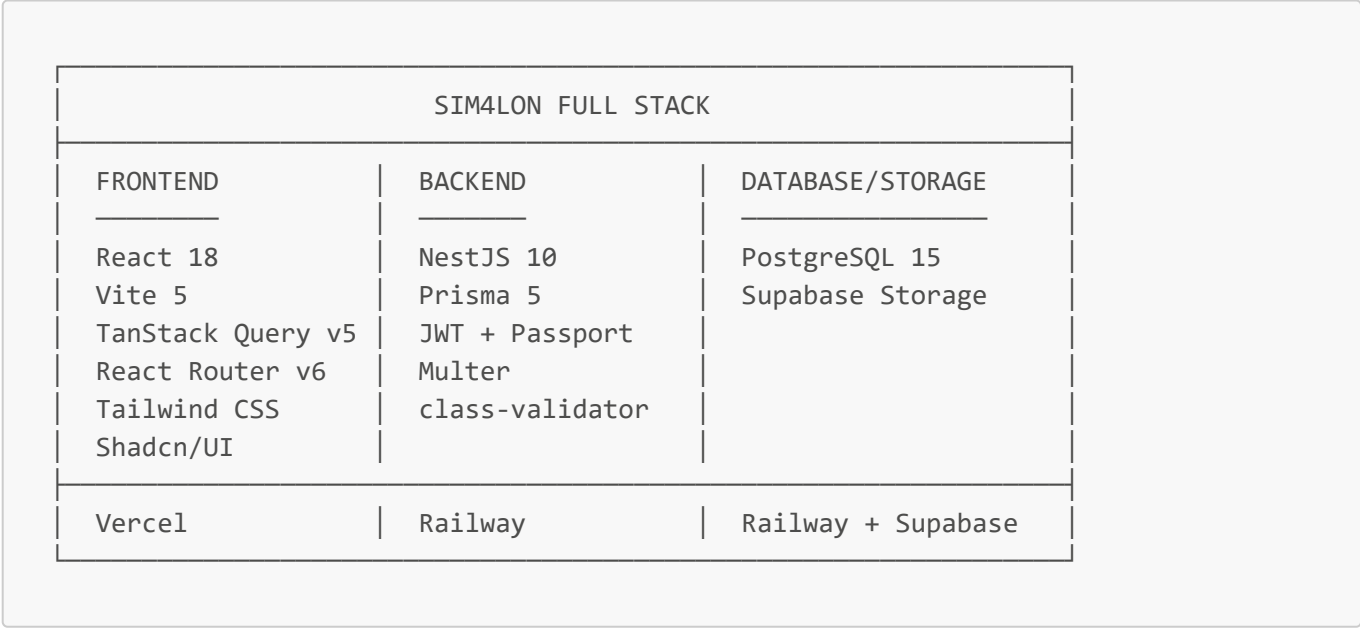 SIM4LON FULL STACK
FRONTEND BACKEND DATABASE/STORAGE
React 18 NestJS 10 PostgreSQL 15
Vite 5 Prisma 5 Supabase Storage
TanStack Query v5 JWT + Passport
React Router v6 Multer
Tailwind CSS class-validator
Shadcn/UI
Vercel Railway Railway + Supabase